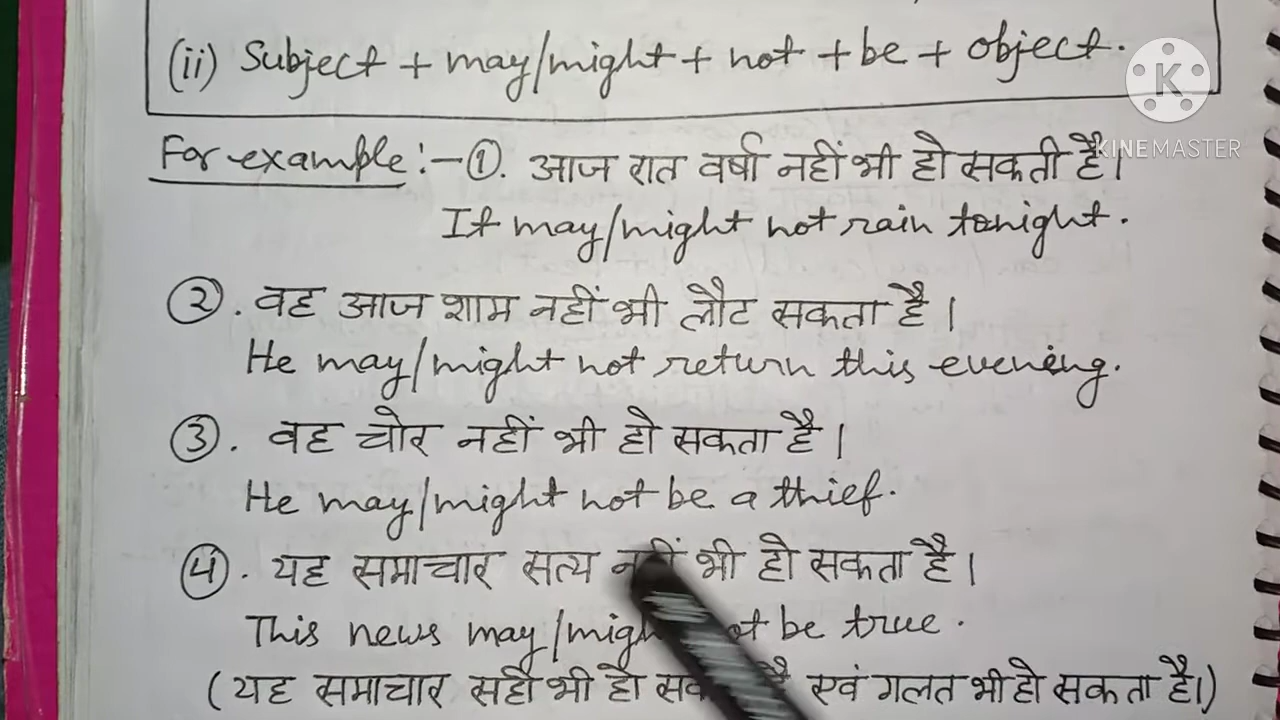 (ii) Subject + may/might + not + be + object.
K
KINEMASTER
For example:- ①. आज रात वर्षा नहीं भी हो सकती है।
It may/might not rain tonight.
②. वह आज शाम नहीं भी लौट सकता है।
He may/might not return this evening.
③. वह चोर नहीं भी हो सकता है।
He may/might not be a thief.
④. यह समाचार सत्य नहीं भी हो सकता है।
This news may/might not be true.
(यह समाचार सही भी हो है एवं गलत भी हो सकता है।)